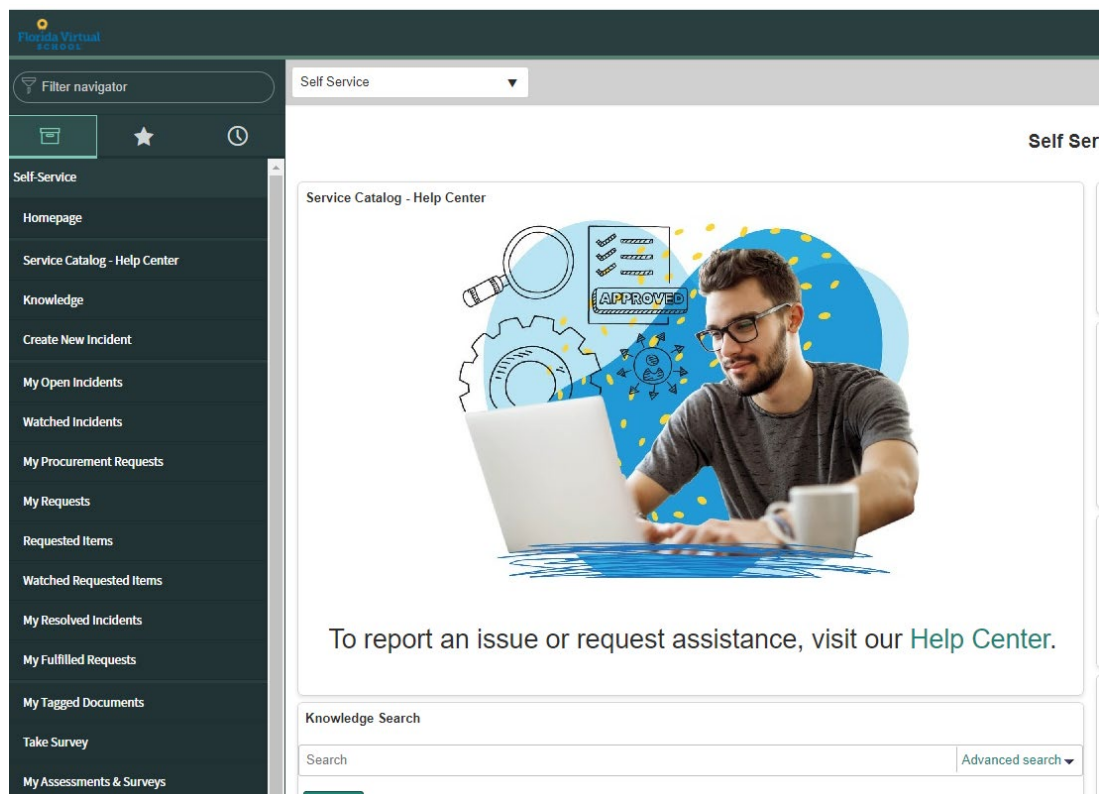 Florida Virtual
SCHOOL
Filter navigator
Self Service
Self Ser
Self-Service
Homepage
Service Catalog - Help Center
Knowledge
Create New Incident
My Open Incidents
Watched Incidents
My Procurement Requests
My Requests
Requested Items
Watched Requested Items
My Resolved Incidents
My Fulfilled Requests
My Tagged Documents
Take Survey
My Assessments & Surveys
Service Catalog - Help Center
APPROVED
To report an issue or request assistance, visit our Help Center.
Knowledge Search
Search
Advanced search